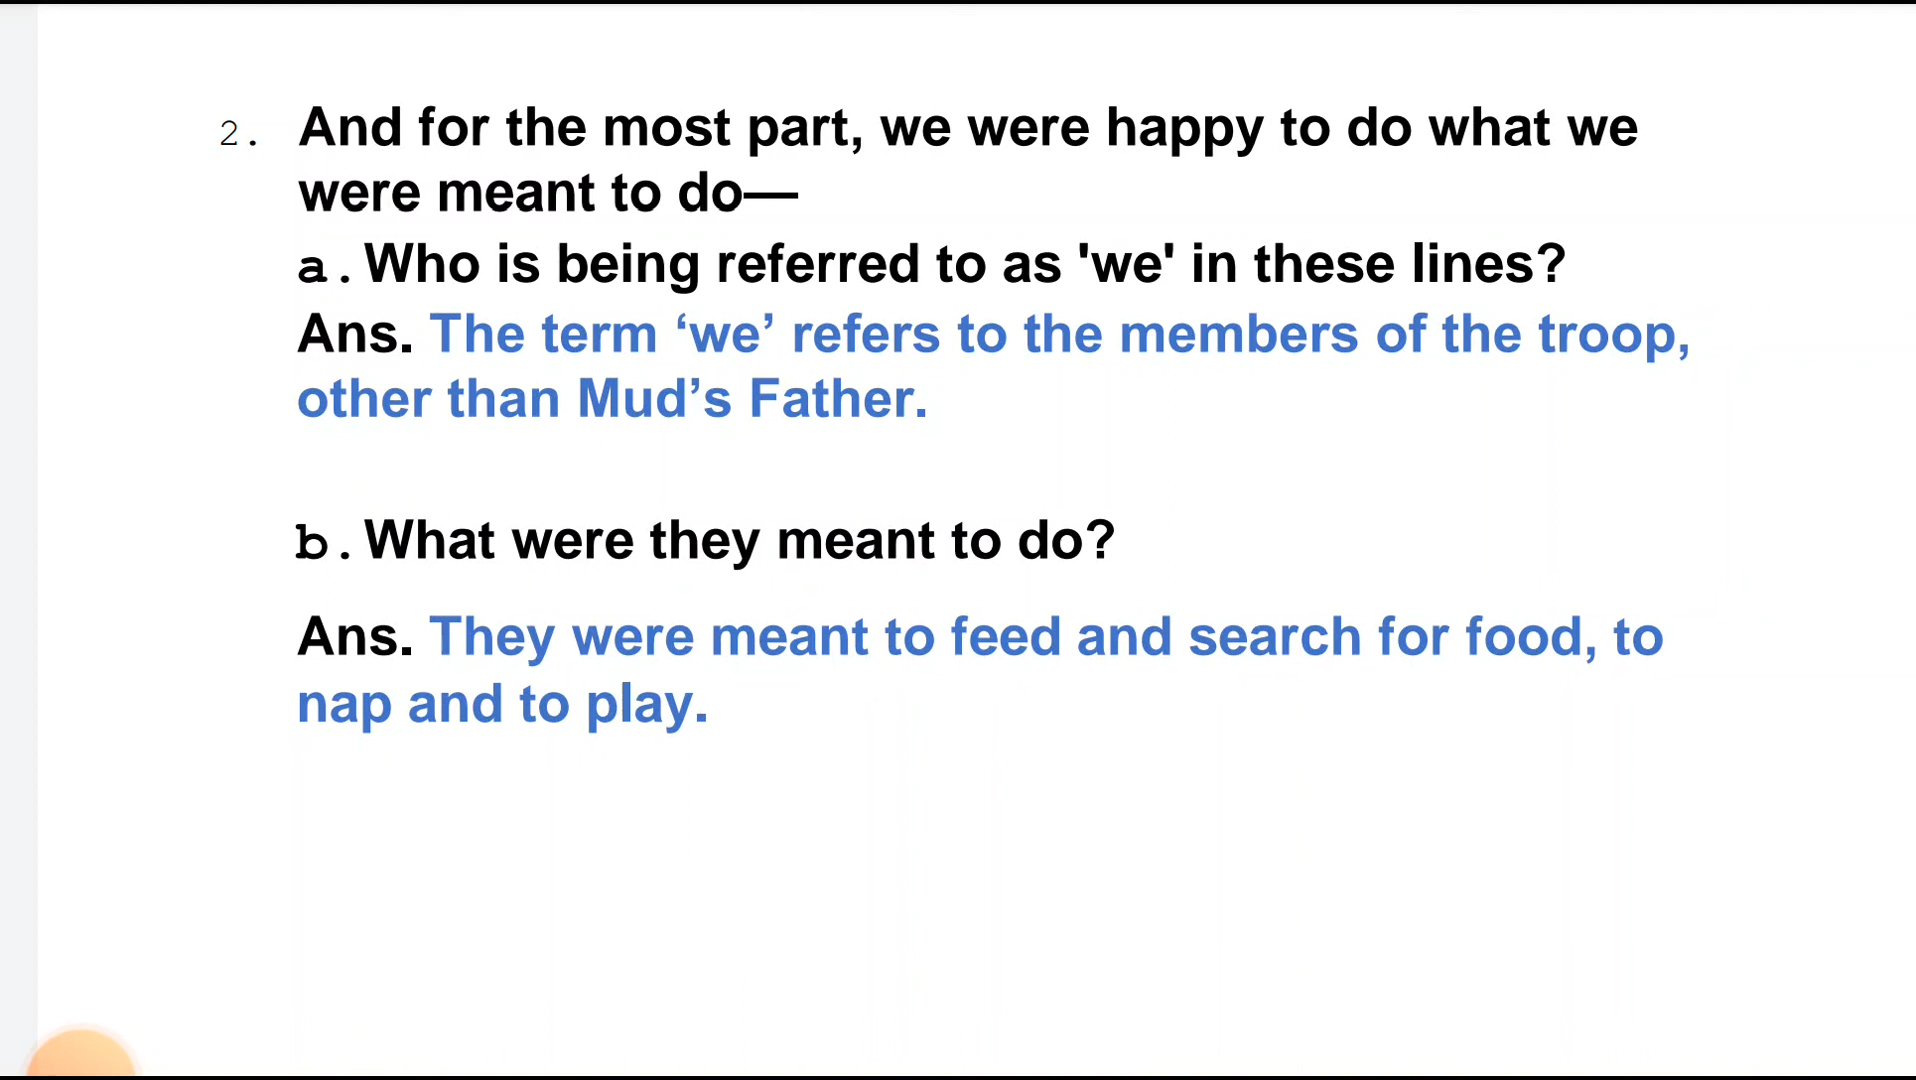 2. And for the most part, we were happy to do what we
were meant to do—
a. Who is being referred to as 'we' in these lines?
Ans. The term ‘we’ refers to the members of the troop,
other than Mud’s Father.
b. What were they meant to do?
Ans. They were meant to feed and search for food, to
nap and to play.